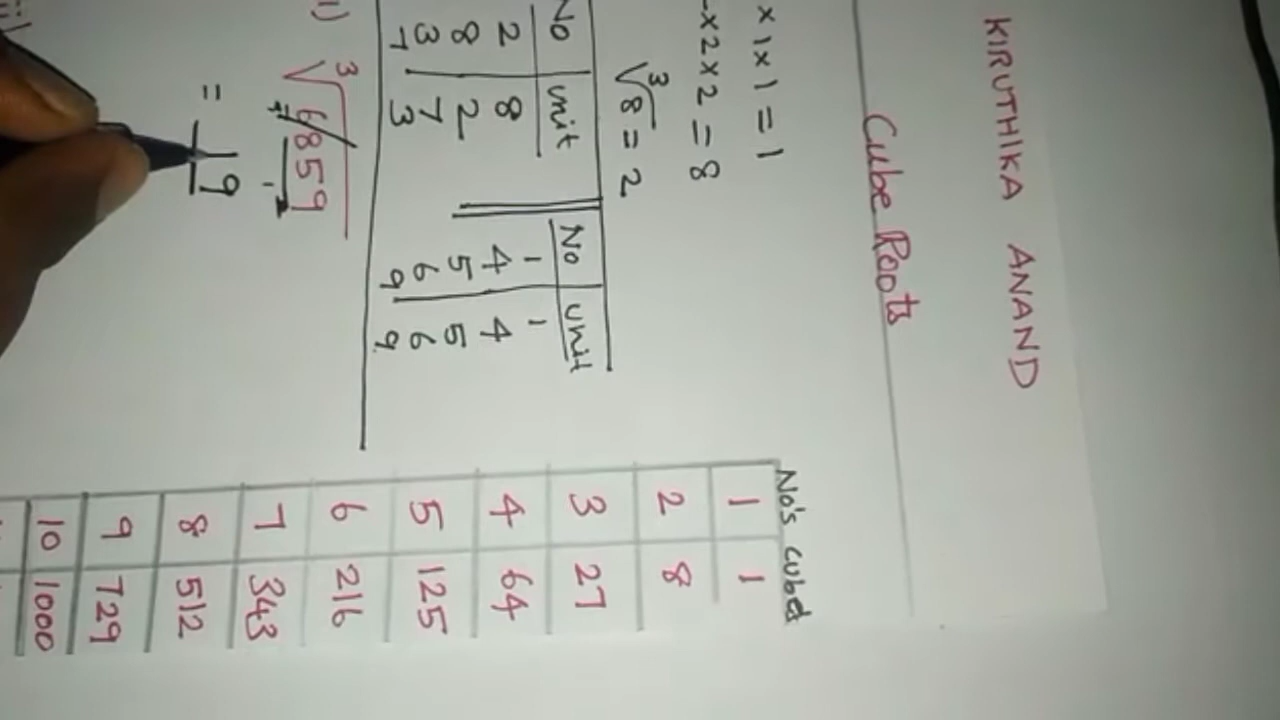 KIRUTHIKA ANAND
Cube Roots
x 1 x 1 = 1
x 2 x 2 = 8
∛8 = 2
No | unit
2 | 8
8 | 2
3 | 7
7 | 3
No | unit
1 | 1
4 | 4
5 | 5
6 | 6
9 | 9
i) ∛6859
= 19
No's cubed
1 | 1
2 | 8
3 | 27
4 | 64
5 | 125
6 | 216
7 | 343
8 | 512
9 | 729
10 | 1000